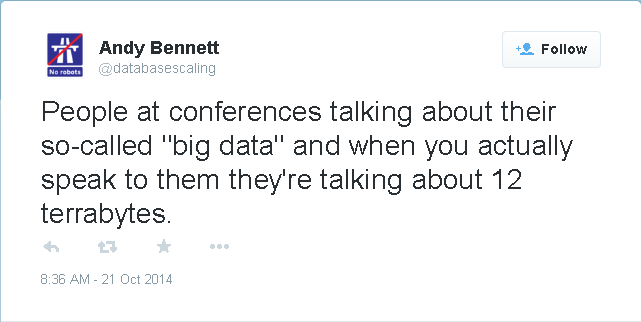 Andy Bennett
@databasescaling
No robots
Follow
People at conferences talking about their
so-called "big data" and when you actually
speak to them they're talking about 12
terrabytes.
8:36 AM - 21 Oct 2014